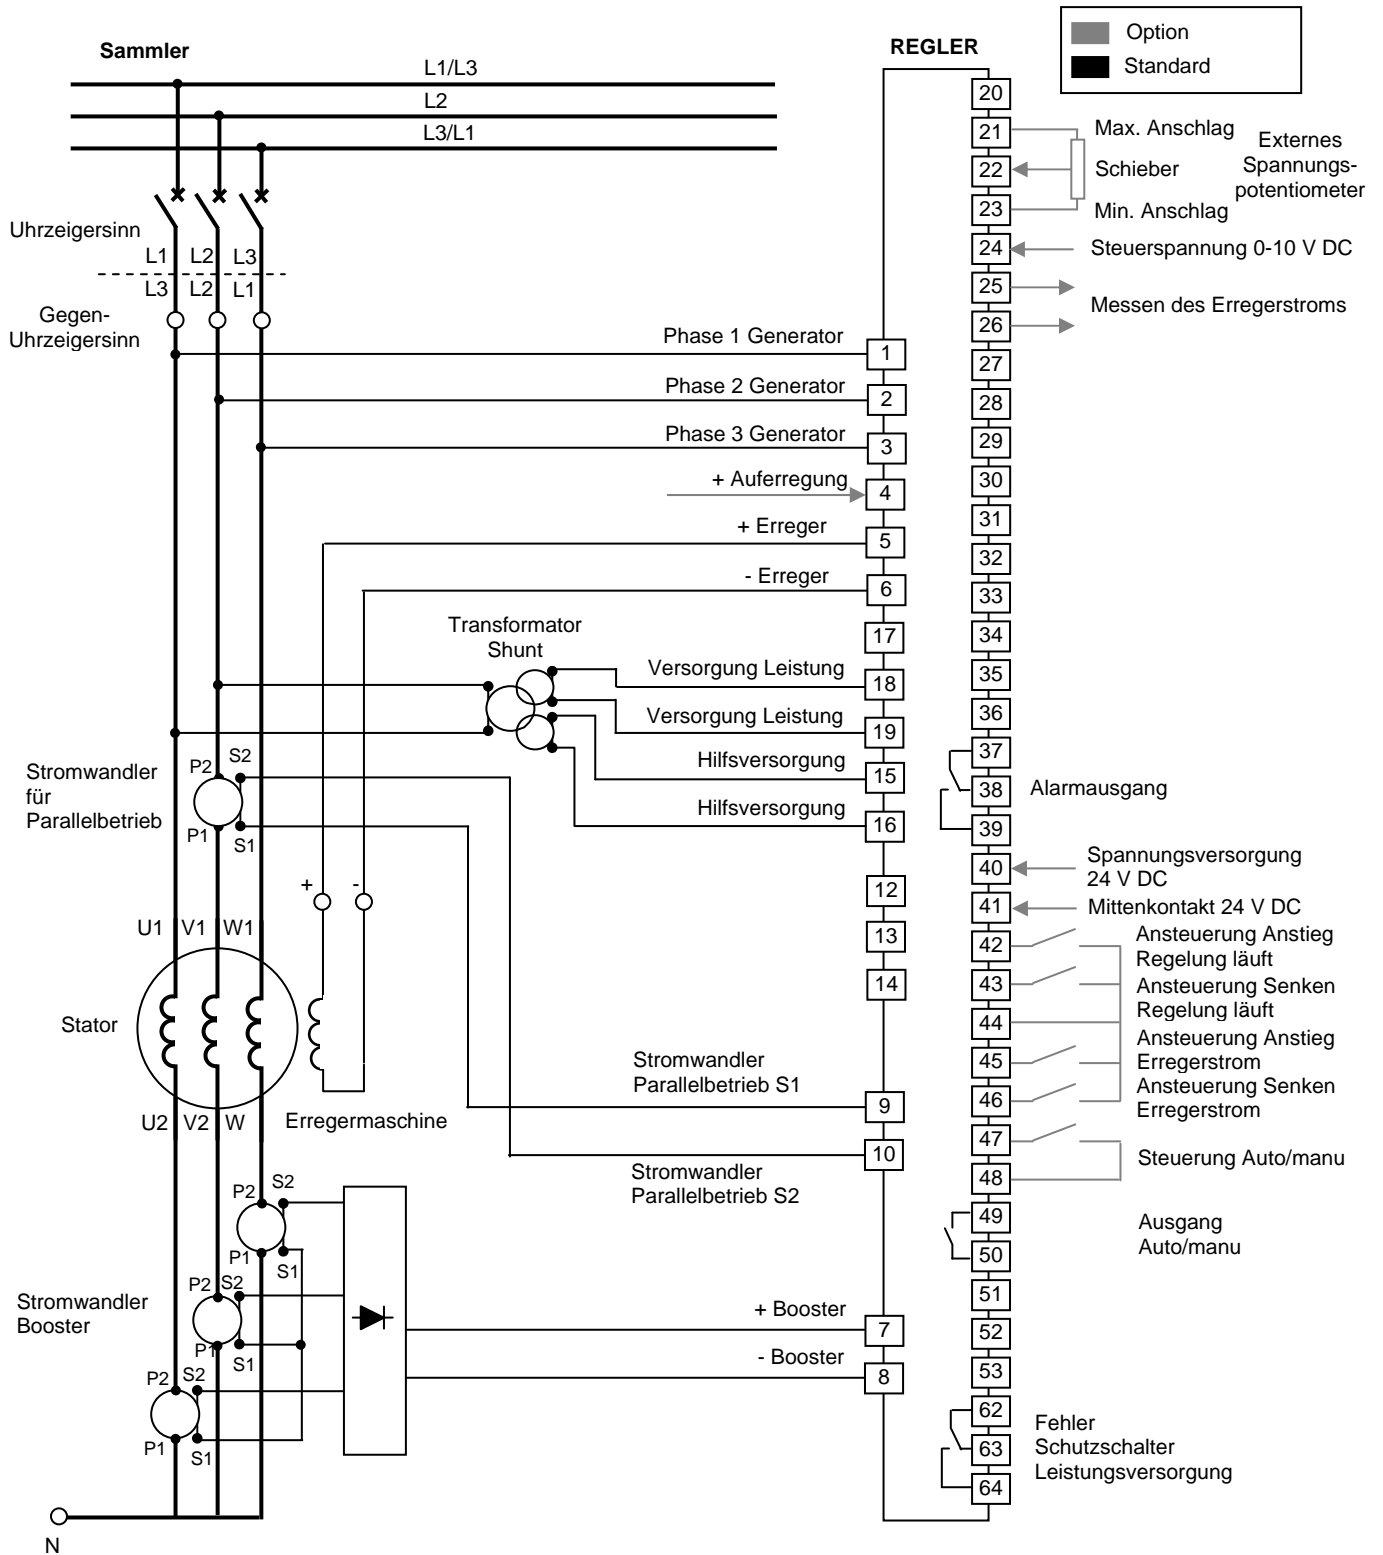 Option
Standard
Sammler
REGLER
L1/L3
L2
L3/L1
Uhrzeigersinn
L1 L2 L3
L3 L2 L1
Gegen-
Uhrzeigersinn
Phase 1 Generator
1
Phase 2 Generator
2
Phase 3 Generator
3
+ Auferregung
4
+ Erreger
5
- Erreger
6
Transformator
Shunt
17
Versorgung Leistung
18
Versorgung Leistung
19
Hilfsversorgung
15
Hilfsversorgung
16
12
13
14
Stromwandler
für
Parallelbetrieb
P2 S2
P1 S1
+ -
U1 V1 W1
Stator
U2 V2 W
Erregermaschine
Stromwandler
Parallelbetrieb S1
9
10
Stromwandler
Parallelbetrieb S2
P2 S2
P1 S1
Stromwandler
Booster
P2 S2
P1 S1
P2 S2
P1 S1
+ Booster
7
- Booster
8
N
20
21
Max. Anschlag
22
Schieber
23
Min. Anschlag
Externes
Spannungs-
potentiometer
24
Steuerspannung 0-10 V DC
25
26
Messen des Erregerstroms
27
28
29
30
31
32
33
34
35
36
37
38
Alarmausgang
39
40
Spannungsversorgung
24 V DC
41
Mittenkontakt 24 V DC
42
Ansteuerung Anstieg
Regelung läuft
43
Ansteuerung Senken
Regelung läuft
44
45
Ansteuerung Anstieg
Erregerstrom
46
Ansteuerung Senken
Erregerstrom
47
48
Steuerung Auto/manu
49
50
Ausgang
Auto/manu
51
52
53
62
63
64
Fehler
Schutzschalter
Leistungsversorgung